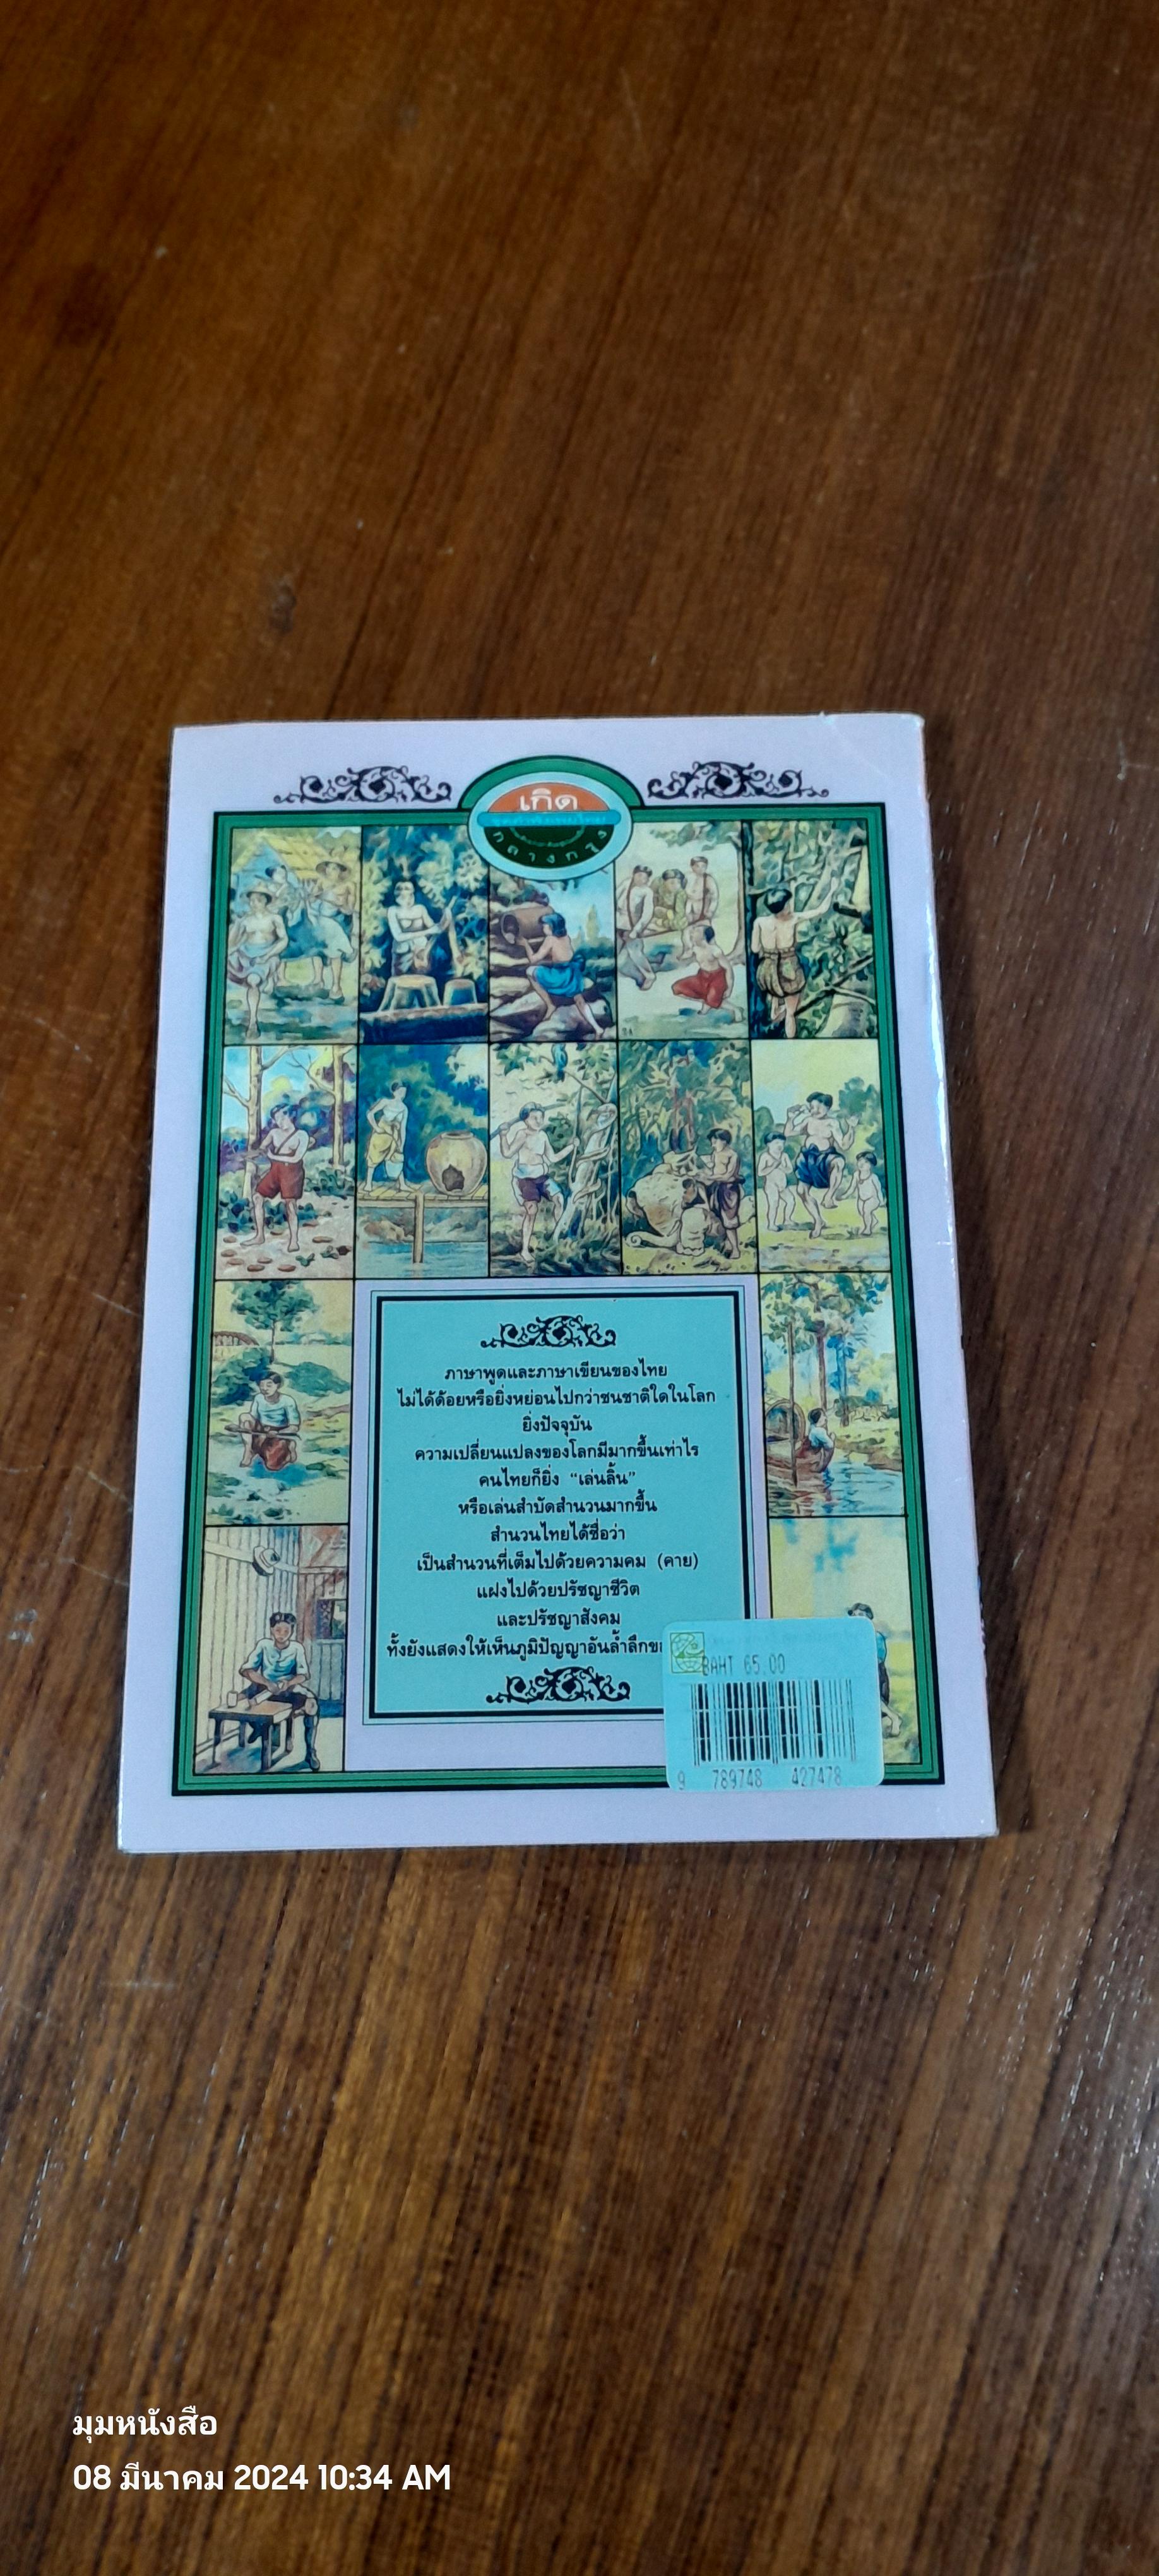 เกิด
กลางกรุง
ภาษาพูดและภาษาเขียนของไทย
ไม่ได้ด้อยหรือยิ่งหย่อนไปกว่าชนชาติใดในโลก
ยิ่งปัจจุบัน
ความเปลี่ยนแปลงของโลกมีมากขึ้นเท่าไร
คนไทยก็ยิ่ง “เล่นลิ้น”
หรือเล่นสำบัดสำนวนมากขึ้น
สำนวนไทยได้ชื่อว่า
เป็นสำนวนที่เต็มไปด้วยความคม (คาย)
แฝงไปด้วยปรัชญาชีวิต
และปรัชญาสังคม
ทั้งยังแสดงให้เห็นภูมิปัญญาอันล้ำลึก
BAHT 65.00
9 789748 427478
มุมหนังสือ
08 มีนาคม 2024 10:34 AM